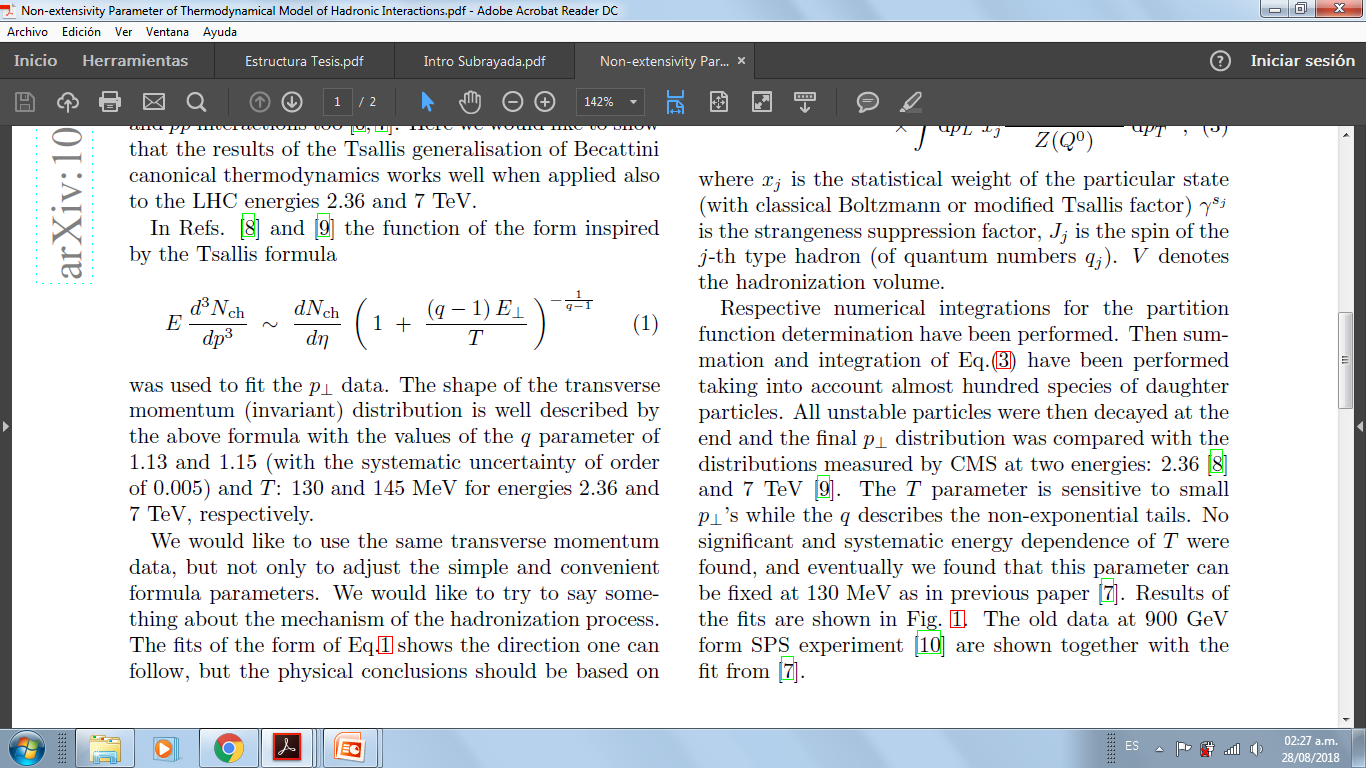 Non-extensivity Parameter of Thermodynamical Model of Hadronic Interactions.pdf - Adobe Acrobat Reader DC
Archivo Edición Ver Ventana Ayuda
Inicio Herramientas Estructura Tesis.pdf Intro Subrayada.pdf Non-extensivity Par... × ? Iniciar sesión
1 / 2 142%
arXiv:10
and pp interactions too [6, 7]. Here we would like to show
that the results of the Tsallis generalisation of Becattini
canonical thermodynamics works well when applied also
to the LHC energies 2.36 and 7 TeV.
In Refs. [8] and [9] the function of the form inspired
by the Tsallis formula
E d³N_ch/dp³ ∼ dN_ch/dη (1 + (q − 1) E_⊥/T)^(−1/(q−1)) (1)
was used to fit the p⊥ data. The shape of the transverse
momentum (invariant) distribution is well described by
the above formula with the values of the q parameter of
1.13 and 1.15 (with the systematic uncertainty of order
of 0.005) and T: 130 and 145 MeV for energies 2.36 and
7 TeV, respectively.
We would like to use the same transverse momentum
data, but not only to adjust the simple and convenient
formula parameters. We would like to try to say some-
thing about the mechanism of the hadronization process.
The fits of the form of Eq.1 shows the direction one can
follow, but the physical conclusions should be based on
× ∫ dp_L x_j Z(Q⁰) dp_T , (3)
where x_j is the statistical weight of the particular state
(with classical Boltzmann or modified Tsallis factor) γ^(s_j)
is the strangeness suppression factor, J_j is the spin of the
j-th type hadron (of quantum numbers q_j). V denotes
the hadronization volume.
Respective numerical integrations for the partition
function determination have been performed. Then sum-
mation and integration of Eq.(3) have been performed
taking into account almost hundred species of daughter
particles. All unstable particles were then decayed at the
end and the final p⊥ distribution was compared with the
distributions measured by CMS at two energies: 2.36 [8]
and 7 TeV [9]. The T parameter is sensitive to small
p⊥'s while the q describes the non-exponential tails. No
significant and systematic energy dependence of T were
found, and eventually we found that this parameter can
be fixed at 130 MeV as in previous paper [7]. Results of
the fits are shown in Fig. 1. The old data at 900 GeV
form SPS experiment [10] are shown together with the
fit from [7].
ES 02:27 a.m.
28/08/2018